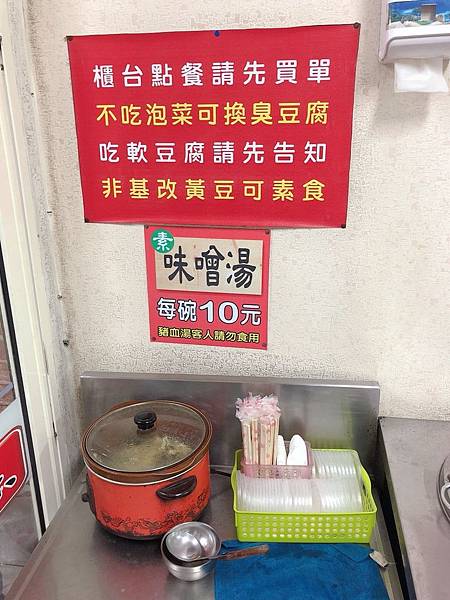 櫃台點餐請先買單
不吃泡菜可換臭豆腐
吃軟豆腐請先告知
非基改黃豆可素食
素
味噌湯
每碗10元
豬血湯客人請勿食用